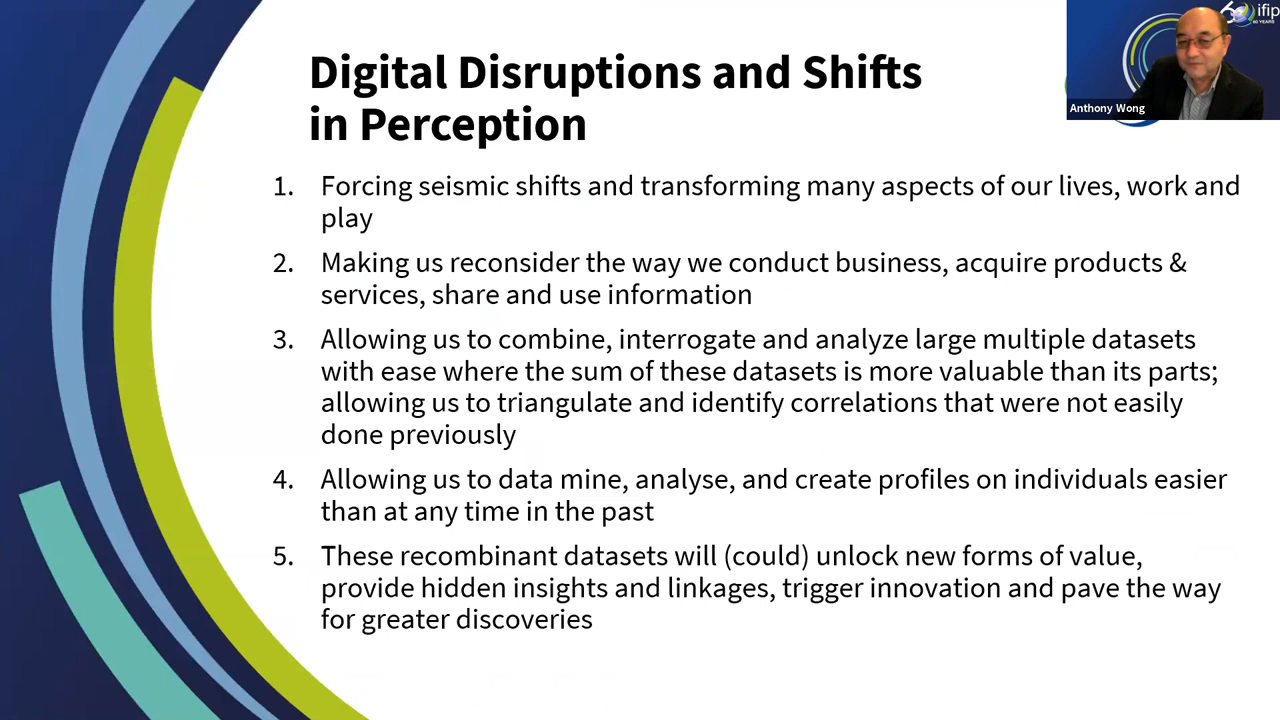 Digital Disruptions and Shifts
in Perception
1. Forcing seismic shifts and transforming many aspects of our lives, work and
play
2. Making us reconsider the way we conduct business, acquire products &
services, share and use information
3. Allowing us to combine, interrogate and analyze large multiple datasets
with ease where the sum of these datasets is more valuable than its parts;
allowing us to triangulate and identify correlations that were not easily
done previously
4. Allowing us to data mine, analyse, and create profiles on individuals easier
than at any time in the past
5. These recombinant datasets will (could) unlock new forms of value,
provide hidden insights and linkages, trigger innovation and pave the way
for greater discoveries
ifip
60 YEARS
Anthony Wong